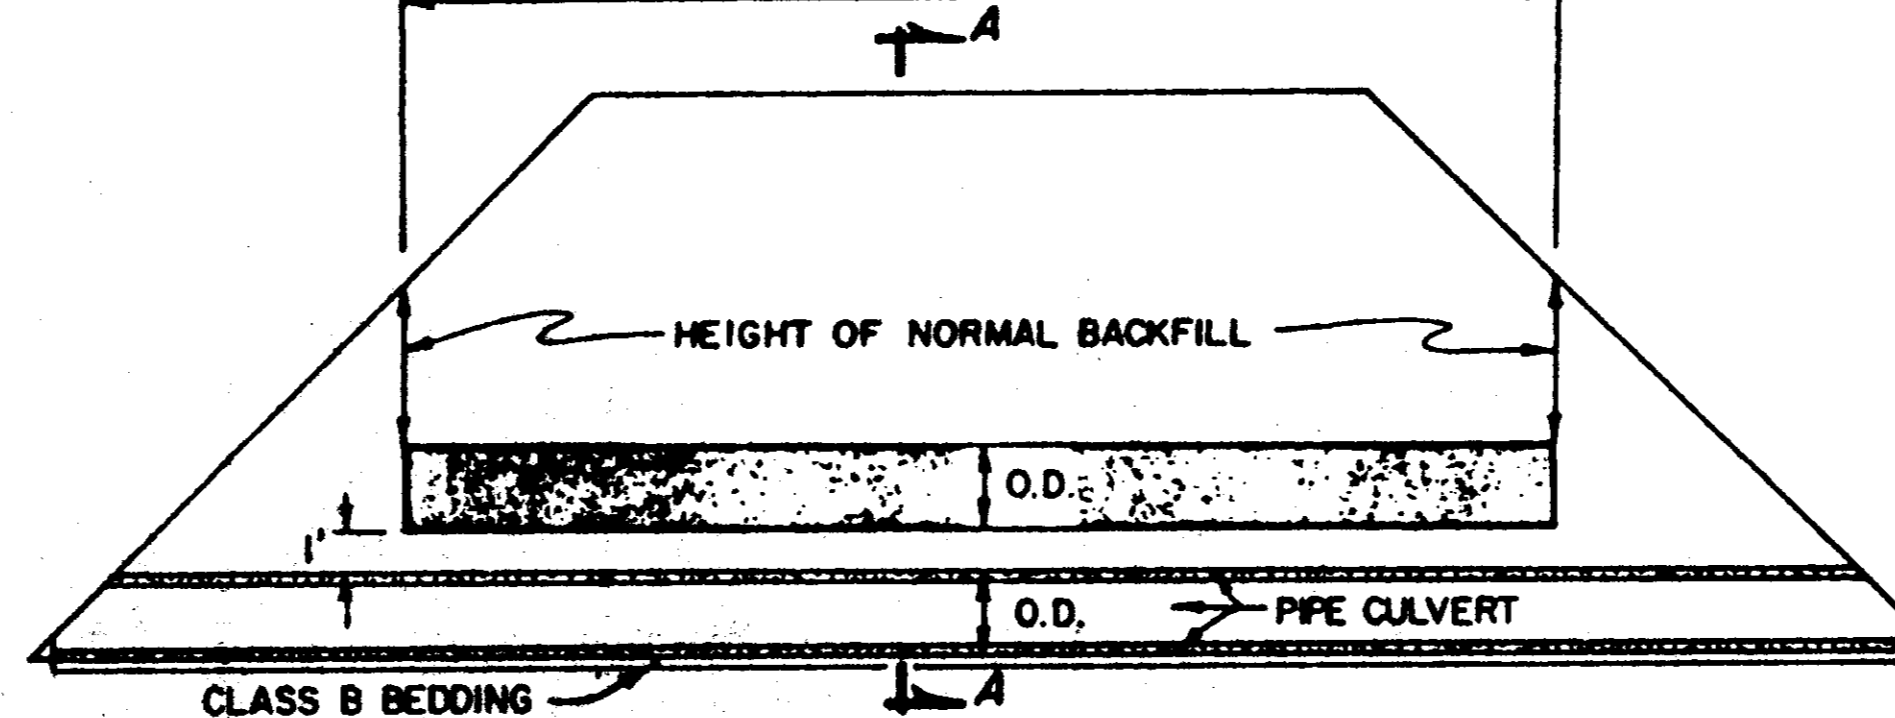 A
HEIGHT OF NORMAL BACKFILL
O.D.
1'
O.D.
PIPE CULVERT
CLASS B BEDDING
A